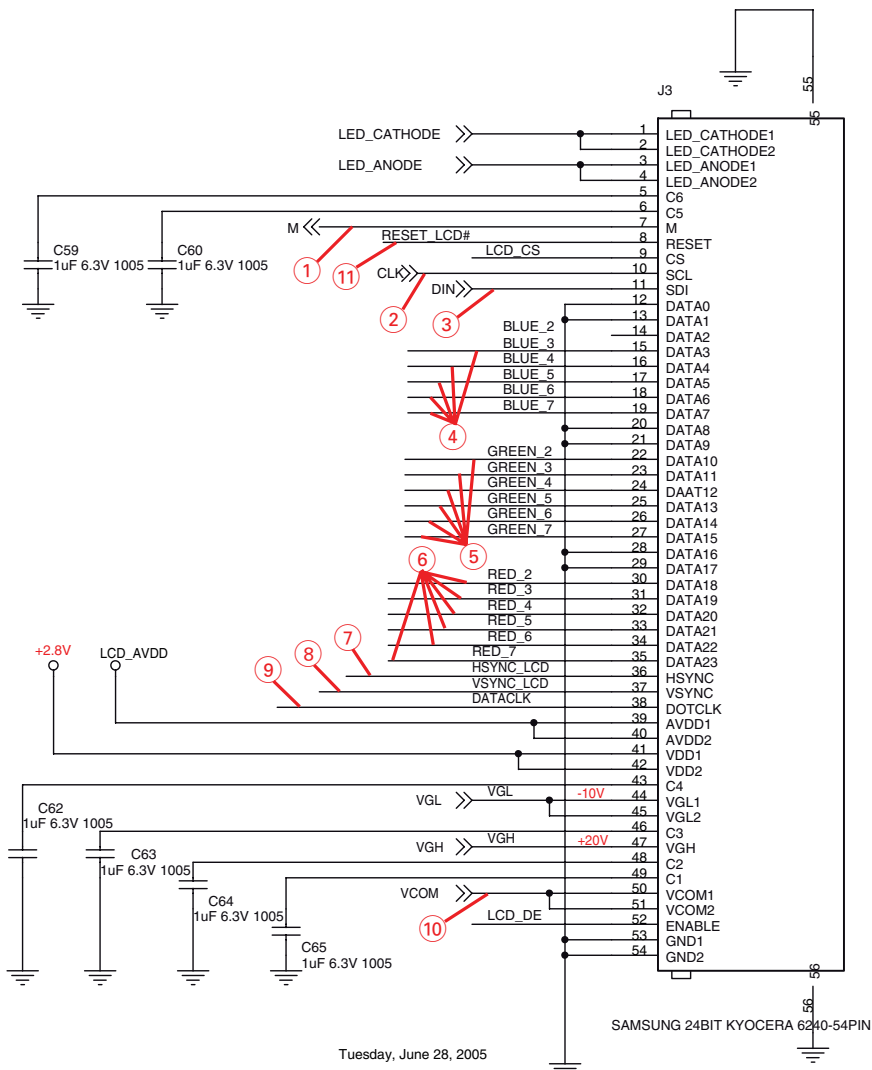 J3
55
55
LED_CATHODE 1 LED_CATHODE1
2 LED_CATHODE2
LED_ANODE 3 LED_ANODE1
4 LED_ANODE2
5 C6
6 C5
M 7 M
RESET_LCD# 8 RESET
LCD_CS 9 CS
CLK 10 SCL
DIN 11 SDI
12 DATA0
13 DATA1
BLUE_2 14 DATA2
BLUE_3 15 DATA3
BLUE_4 16 DATA4
BLUE_5 17 DATA5
BLUE_6 18 DATA6
BLUE_7 19 DATA7
20 DATA8
21 DATA9
GREEN_2 22 DATA10
GREEN_3 23 DATA11
GREEN_4 24 DAAT12
GREEN_5 25 DATA13
GREEN_6 26 DATA14
GREEN_7 27 DATA15
28 DATA16
29 DATA17
RED_2 30 DATA18
RED_3 31 DATA19
RED_4 32 DATA20
RED_5 33 DATA21
RED_6 34 DATA22
RED_7 35 DATA23
HSYNC_LCD 36 HSYNC
VSYNC_LCD 37 VSYNC
DATACLK 38 DOTCLK
39 AVDD1
40 AVDD2
41 VDD1
42 VDD2
43 C4
VGL VGL -10V 44 VGL1
45 VGL2
46 C3
VGH VGH +20V 47 VGH
48 C2
49 C1
VCOM 50 VCOM1
51 VCOM2
LCD_DE 52 ENABLE
53 GND1
54 GND2
56
56
C59
1uF 6.3V 1005
C60
1uF 6.3V 1005
1
11
2
3
4
5
6
7
8
9
10
+2.8V
LCD_AVDD
C62
1uF 6.3V 1005
C63
1uF 6.3V 1005
C64
1uF 6.3V 1005
C65
1uF 6.3V 1005
SAMSUNG 24BIT KYOCERA 6240-54PIN
Tuesday, June 28, 2005